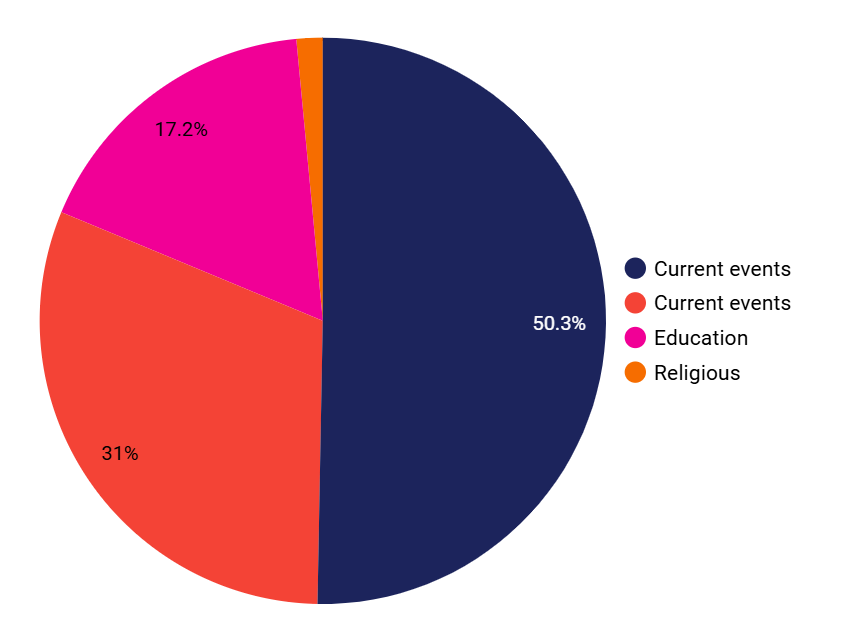 17.2%
50.3%
31%
Current events
Current events
Education
Religious